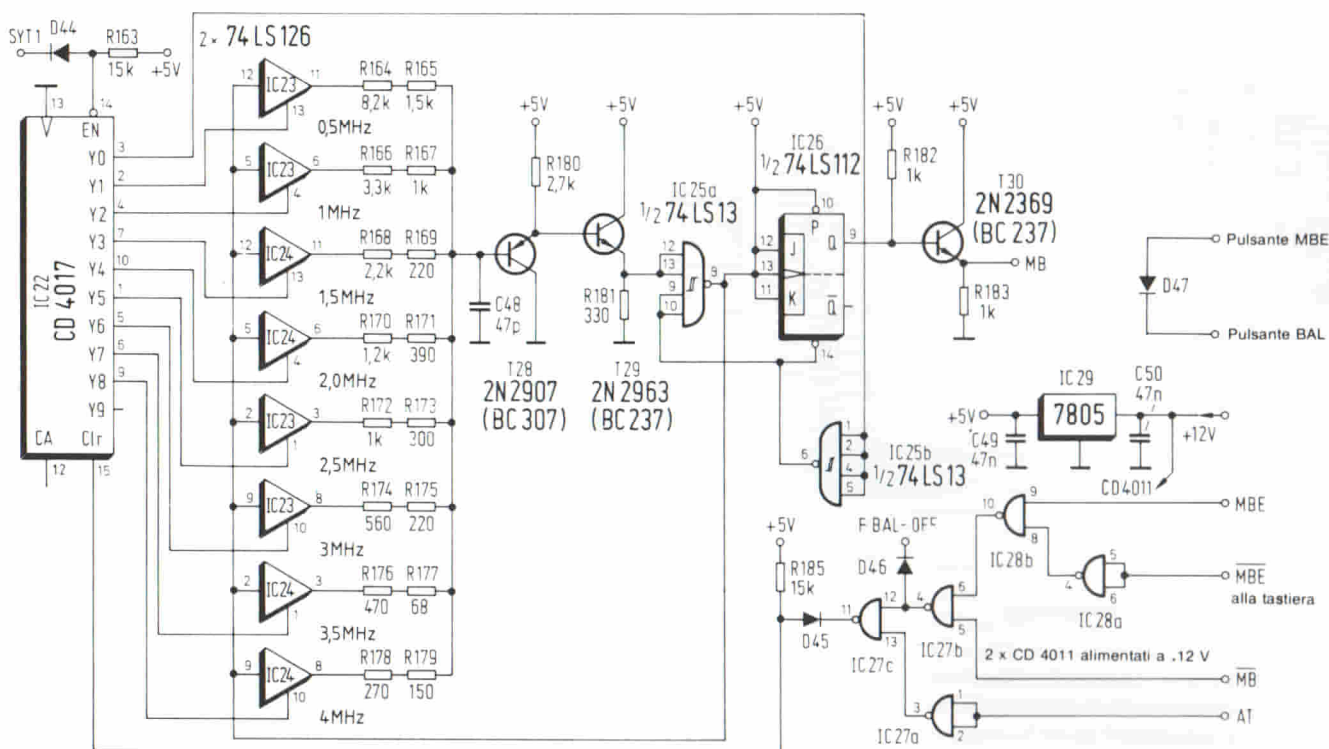 SYT1
D44
R163
15k
+5V
2× 74LS126
13
14
EN
IC22
CD 4017
Y0 3
Y1 2
Y2 4
Y3 7
Y4 10
Y5 1
Y6 5
Y7 6
Y8 9
Y9
CA
Clr
12
15
12 IC23 11
13
R164 R165
8,2k 1,5k
0,5MHz
5 IC23 6
4
R166 R167
3,3k 1k
1MHz
12 IC24 11
13
R168 R169
2,2k 220
1,5MHz
5 IC24 6
4
R170 R171
1,2k 390
2,0MHz
2 IC23 3
1
R172 R173
1k 300
2,5MHz
9 IC23 8
10
R174 R175
560 220
3MHz
2 IC24 3
1
R176 R177
470 68
3,5MHz
9 IC24 8
10
R178 R179
270 150
4MHz
+5V
R180
2,7k
C48
47p
T28
2N2907
(BC307)
+5V
R181
330
T29
2N2963
(BC237)
IC25a
1/2 74LS13
12
13
9
10
8
+5V
IC26
1/2 74LS112
10
P
12 J
13
11 K
Q 9
Q̅
14
+5V
R182
1k
+5V
T30
2N2369
(BC237)
MB
R183
1k
6
1
2
4
5
IC25b
1/2 74LS13
Pulsante MBE
D47
Pulsante BAL
+5V
IC29
7805
C50
47n
+12V
C49
47n
CD4011
+5V
R185
15k
D45
F BAL-OFF
D46
11 12
13
IC27c
4 6
5
IC27b
10 9
8
IC28b
MBE
4 5
6
IC28a
M̅B̅E̅
alla tastiera
2 x CD 4011 alimentati a .12 V
M̅B̅
3 1
2
IC27a
AT